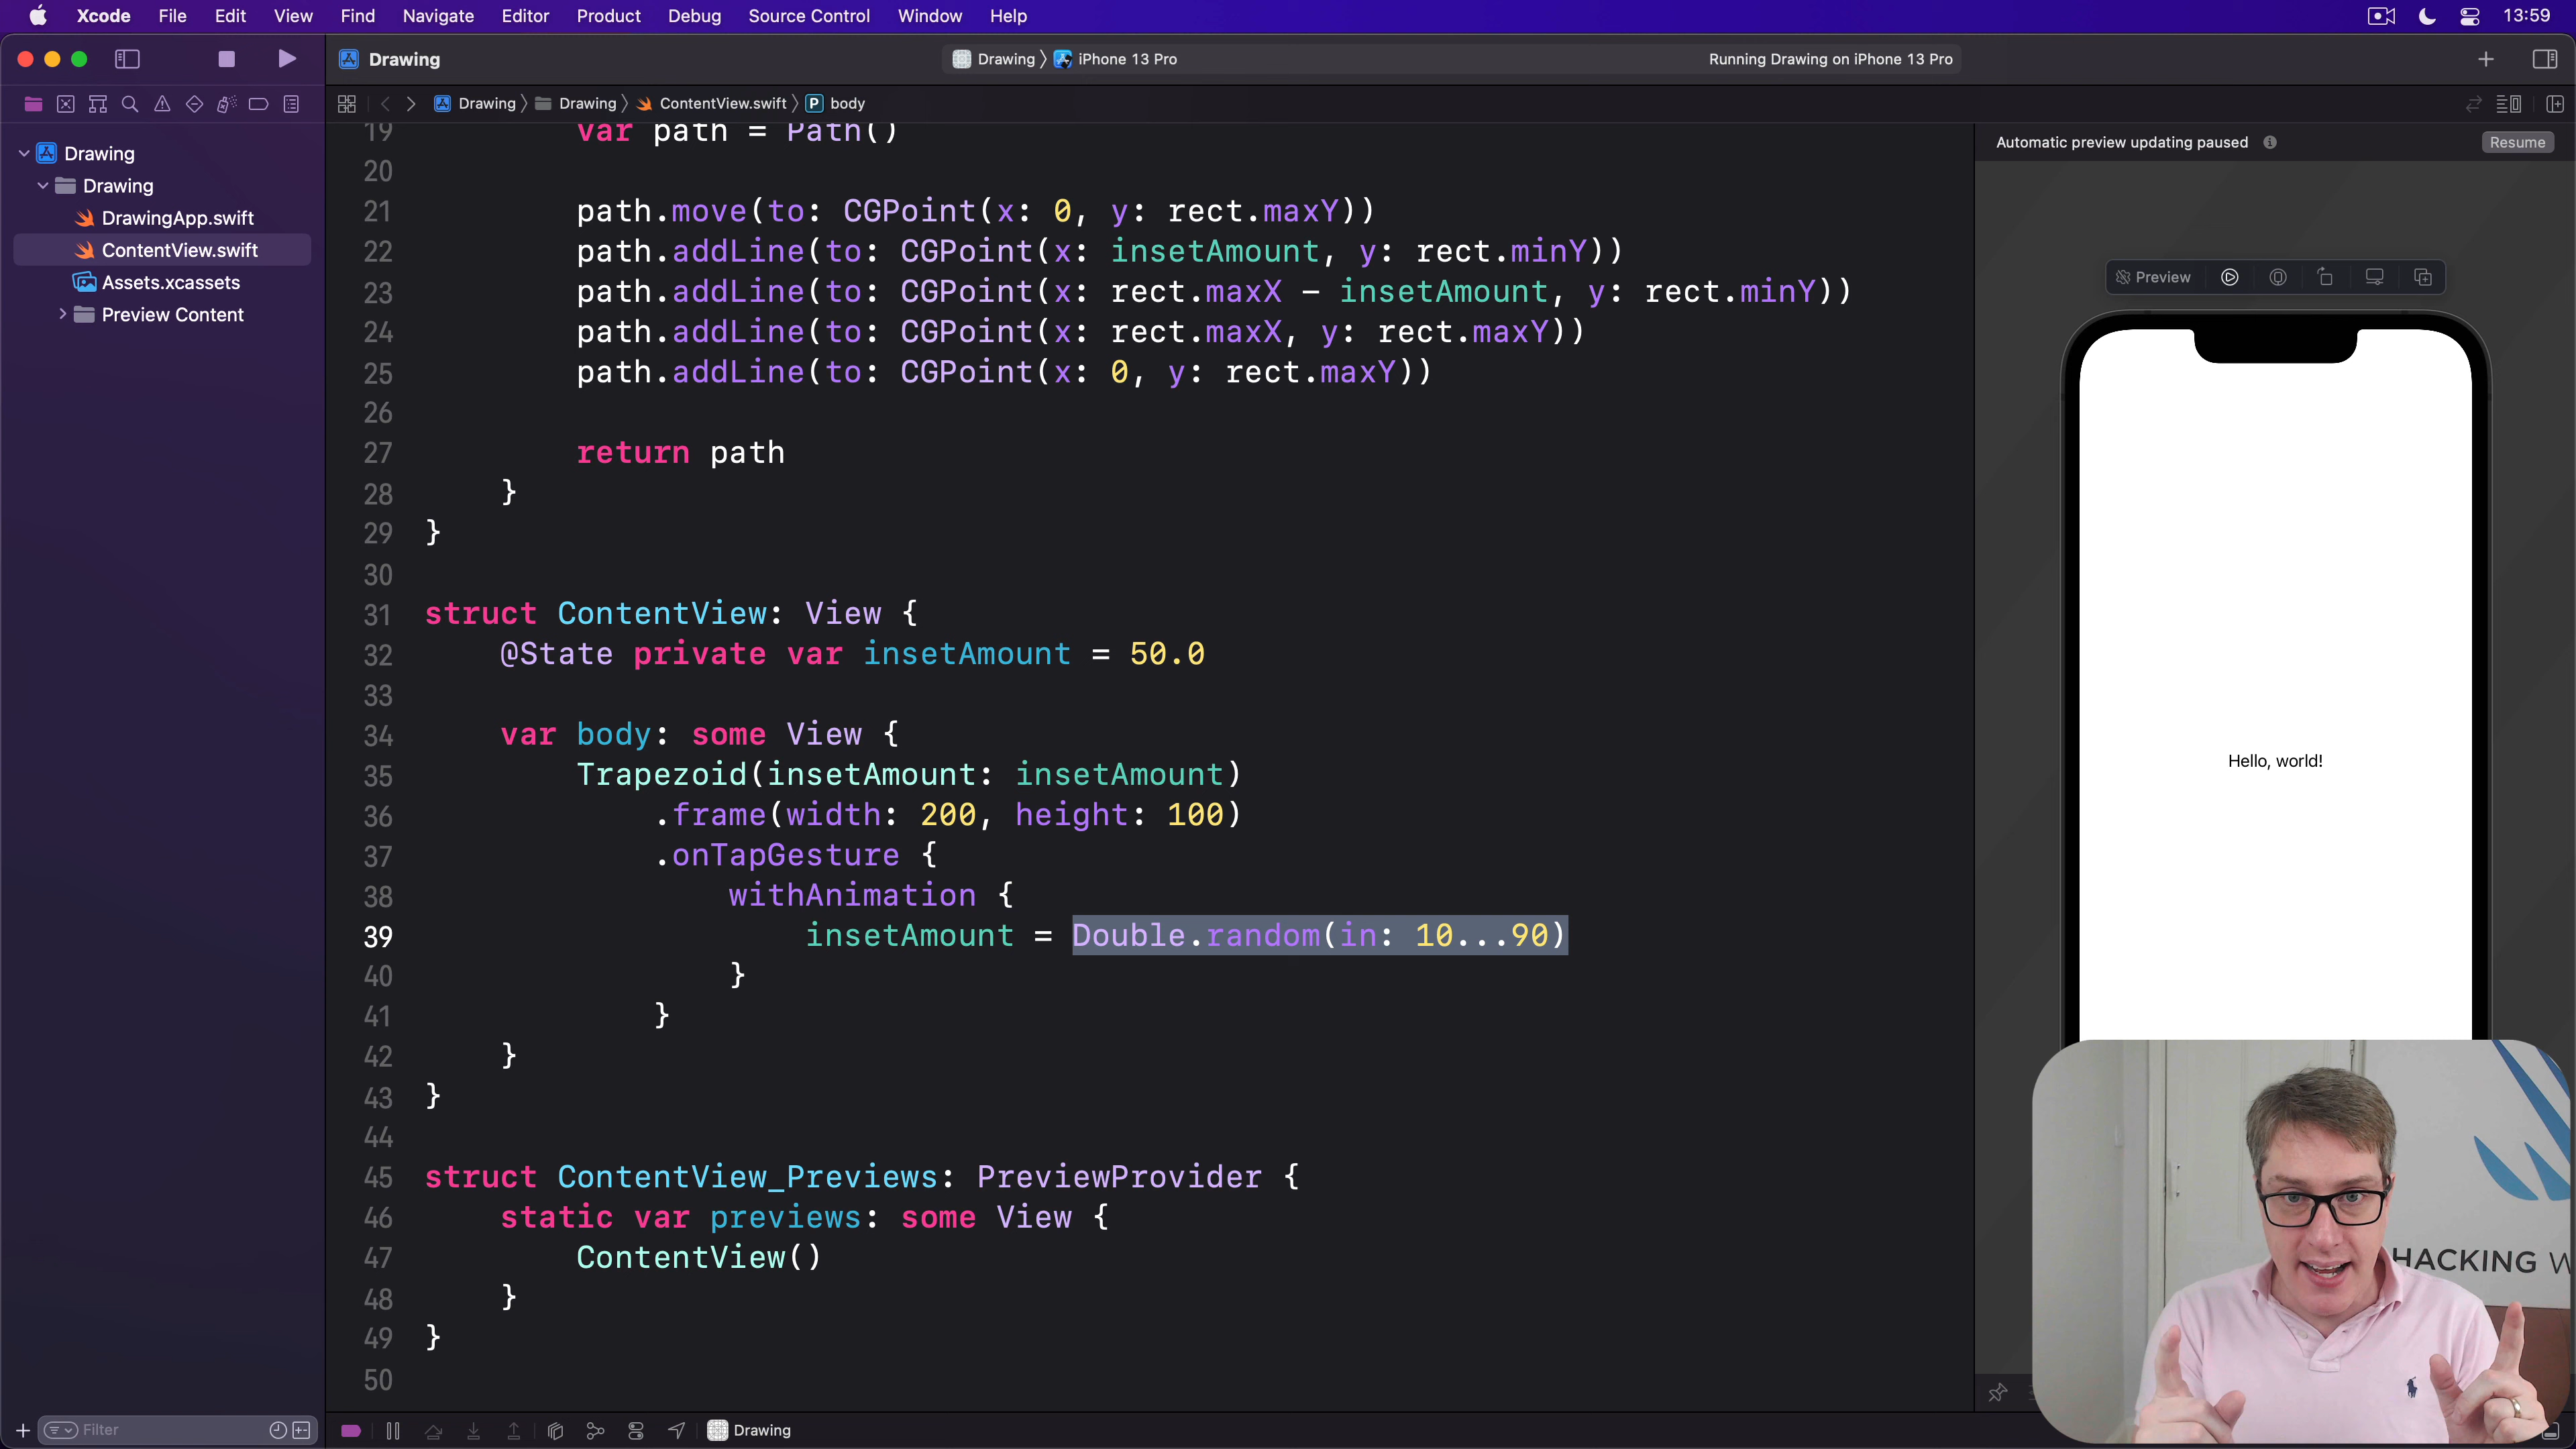 Xcode File Edit View Find Navigate Editor Product Debug Source Control Window Help 13:59
Drawing Drawing iPhone 13 Pro Running Drawing on iPhone 13 Pro
Drawing Drawing ContentView.swift P body
Automatic preview updating paused Resume
Drawing
Drawing
DrawingApp.swift
ContentView.swift
Assets.xcassets
Preview Content
19 var path = Path()
20
21 path.move(to: CGPoint(x: 0, y: rect.maxY))
22 path.addLine(to: CGPoint(x: insetAmount, y: rect.minY))
23 path.addLine(to: CGPoint(x: rect.maxX - insetAmount, y: rect.minY))
24 path.addLine(to: CGPoint(x: rect.maxX, y: rect.maxY))
25 path.addLine(to: CGPoint(x: 0, y: rect.maxY))
26
27 return path
28 }
29 }
30
31 struct ContentView: View {
32 @State private var insetAmount = 50.0
33
34 var body: some View {
35 Trapezoid(insetAmount: insetAmount)
36 .frame(width: 200, height: 100)
37 .onTapGesture {
38 withAnimation {
39 insetAmount = Double.random(in: 10...90)
40 }
41 }
42 }
43 }
44
45 struct ContentView_Previews: PreviewProvider {
46 static var previews: some View {
47 ContentView()
48 }
49 }
50
Preview
Hello, world!
HACKING W
Filter
Drawing